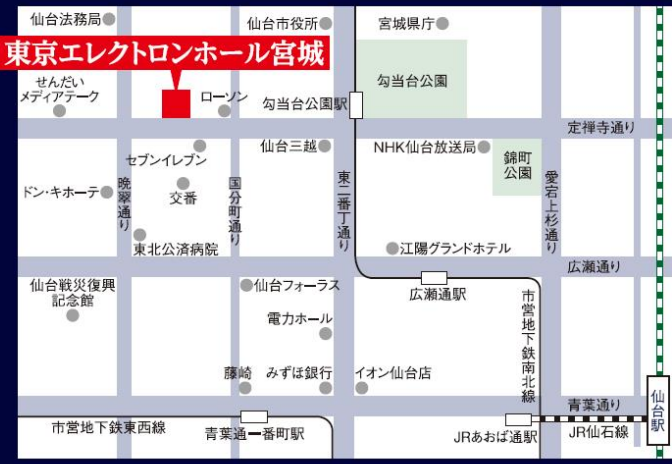 仙台法務局
仙台市役所
宮城県庁
東京エレクトロンホール宮城
せんだい
メディアテーク
ローソン
勾当台公園駅
勾当台公園
定禅寺通り
セブンイレブン
仙台三越
NHK仙台放送局
錦町
公園
ドン・キホーテ
晩翠通り
交番
国分町通り
東二番丁通り
愛宕上杉通り
東北公済病院
江陽グランドホテル
広瀬通り
仙台戦災復興
記念館
仙台フォーラス
広瀬通駅
市営地下鉄南北線
電力ホール
藤崎
みずほ銀行
イオン仙台店
青葉通り
仙台駅
市営地下鉄東西線
青葉通一番町駅
JRあおば通駅
JR仙石線